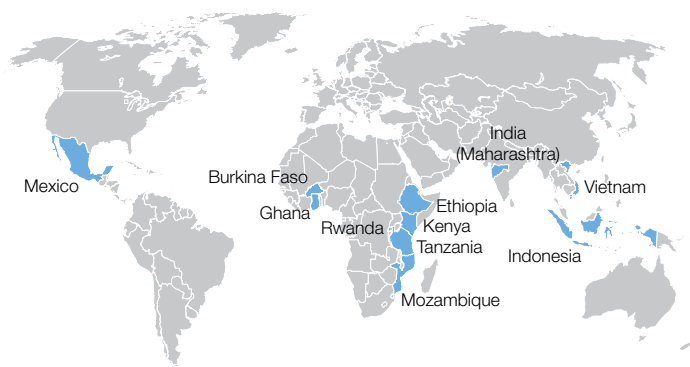 India
(Maharashtra)
Mexico
Burkina Faso
Vietnam
Ghana
Ethiopia
Rwanda
Kenya
Tanzania
Indonesia
Mozambique